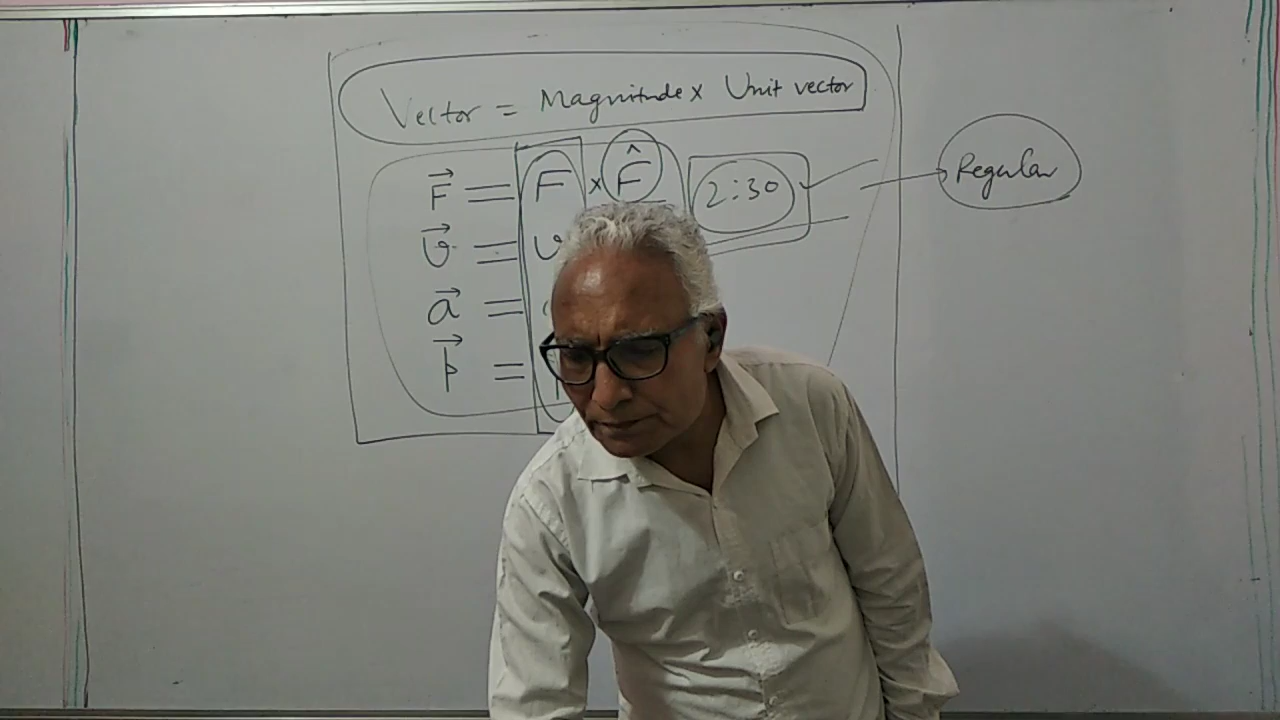 Vector = Magnitude x Unit vector
F⃗ = F x F̂ 2:30 Regular
v⃗ = v
a⃗ =
p⃗ =